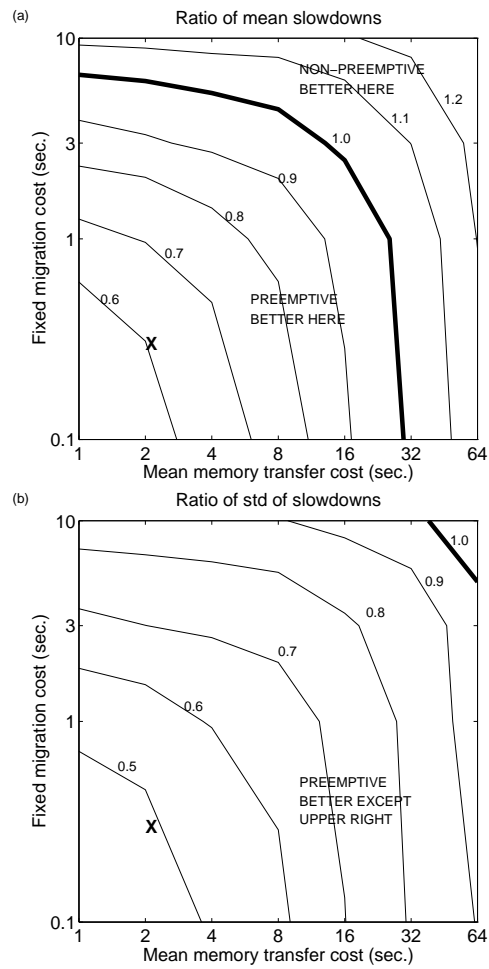 (a)
Ratio of mean slowdowns
Fixed migration cost (sec.)
10
3
1
0.1
NON−PREEMPTIVE
BETTER HERE
1.2
1.1
1.0
0.9
0.8
0.7
0.6
X
PREEMPTIVE
BETTER HERE
1 2 4 8 16 32 64
Mean memory transfer cost (sec.)
(b)
Ratio of std of slowdowns
Fixed migration cost (sec.)
10
3
1
0.1
1.0
0.9
0.8
0.7
0.6
0.5
X
PREEMPTIVE
BETTER EXCEPT
UPPER RIGHT
1 2 4 8 16 32 64
Mean memory transfer cost (sec.)